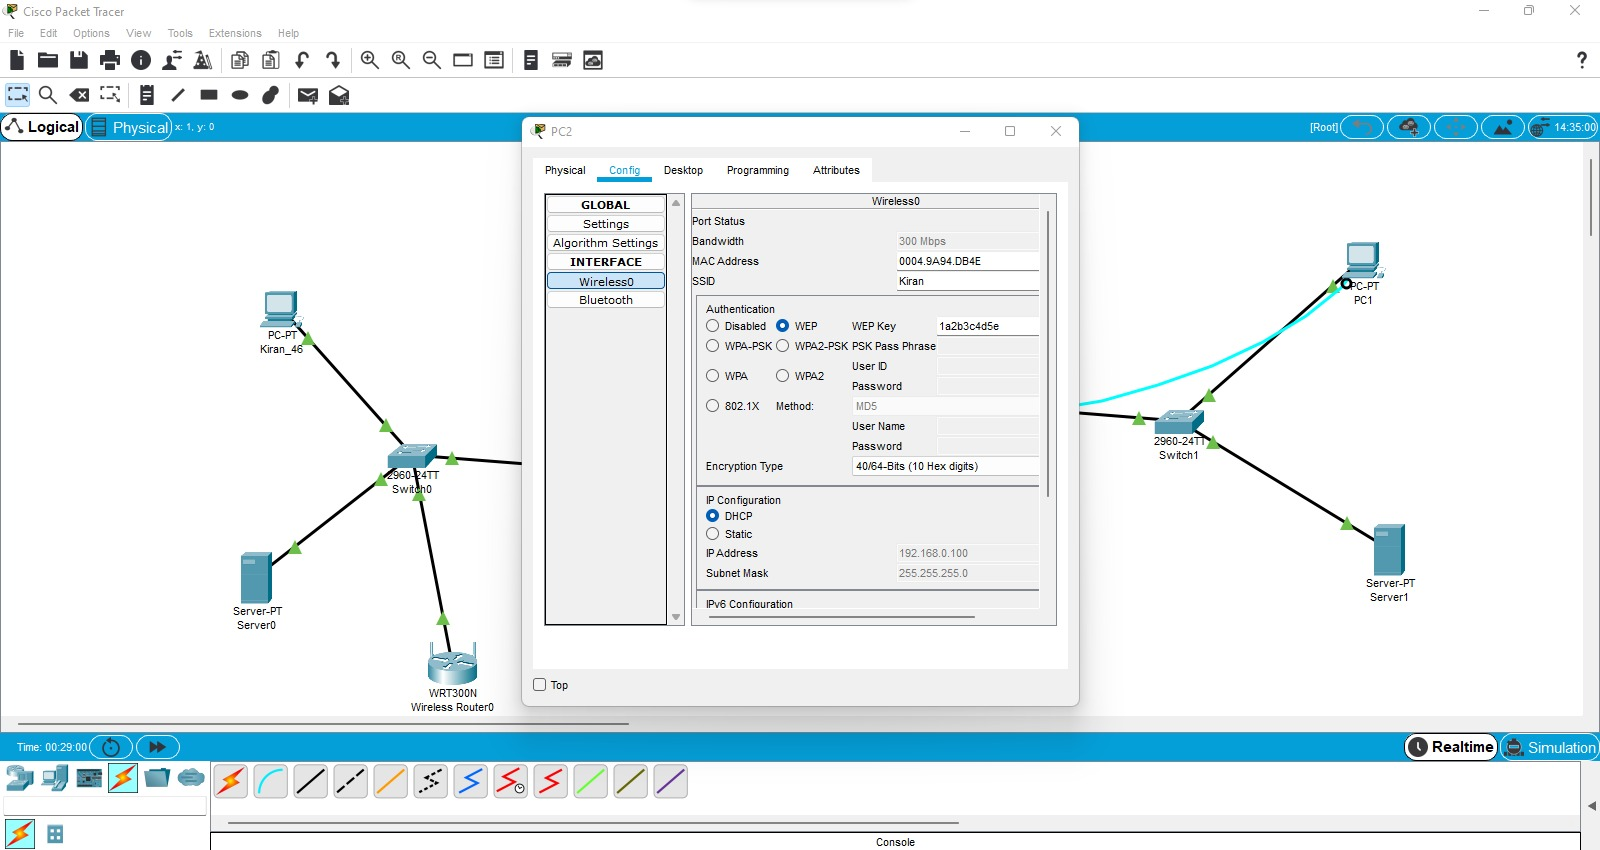 Cisco Packet Tracer
File Edit Options View Tools Extensions Help
Logical Physical x: 1, y: 0
[Root] 14:35:00
PC2
Physical Config Desktop Programming Attributes
GLOBAL
Settings
Algorithm Settings
INTERFACE
Wireless0
Bluetooth
Wireless0
Port Status
Bandwidth 300 Mbps
MAC Address 0004.9A94.DB4E
SSID Kiran
Authentication
Disabled WEP WEP Key 1a2b3c4d5e
WPA-PSK WPA2-PSK PSK Pass Phrase
User ID
WPA WPA2
Password
802.1X Method: MD5
User Name
Password
Encryption Type 40/64-Bits (10 Hex digits)
IP Configuration
DHCP
Static
IP Address 192.168.0.100
Subnet Mask 255.255.255.0
IPv6 Configuration
Top
PC-PT
Kiran_46
2960-24TT
Switch0
Server-PT
Server0
WRT300N
Wireless Router0
PC-PT
PC1
2960-24TT
Switch1
Server-PT
Server1
Time: 00:29:00
Realtime Simulation
Console